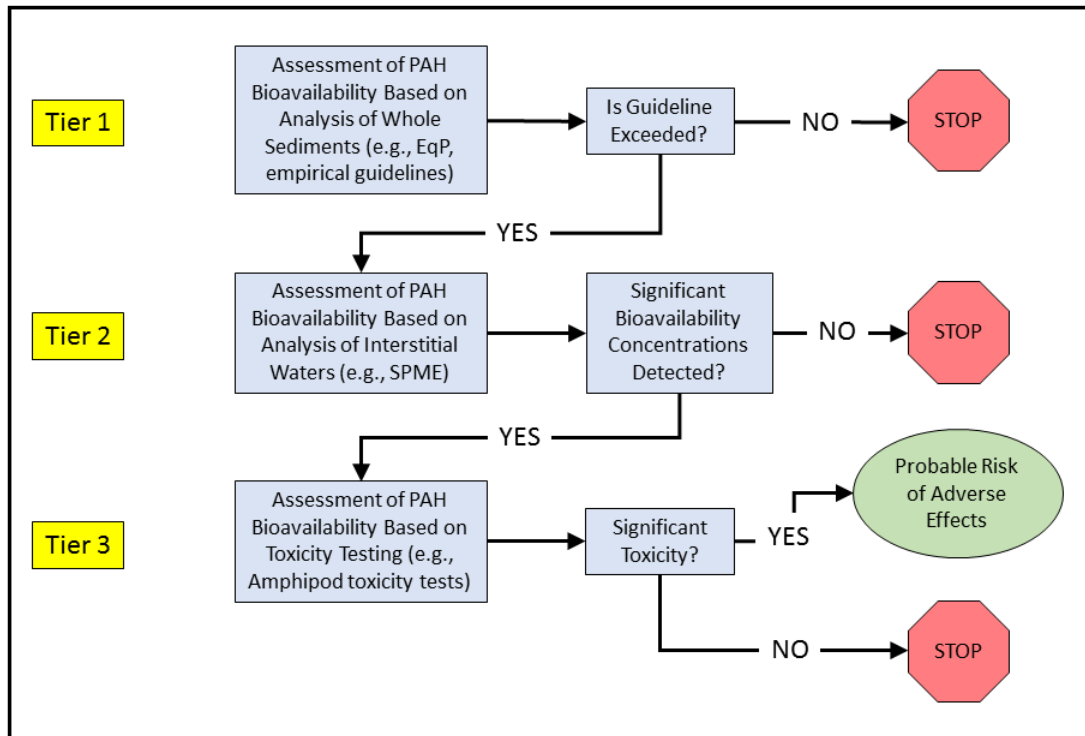 Tier 1
Assessment of PAH
Bioavailability Based on
Analysis of Whole
Sediments (e.g., EqP,
empirical guidelines)
Is Guideline
Exceeded?
NO
STOP
YES
Tier 2
Assessment of PAH
Bioavailability Based on
Analysis of Interstitial
Waters (e.g., SPME)
Significant
Bioavailability
Concentrations
Detected?
NO
STOP
YES
Tier 3
Assessment of PAH
Bioavailability Based on
Toxicity Testing (e.g.,
Amphipod toxicity tests)
Significant
Toxicity?
YES
Probable Risk
of Adverse
Effects
NO
STOP